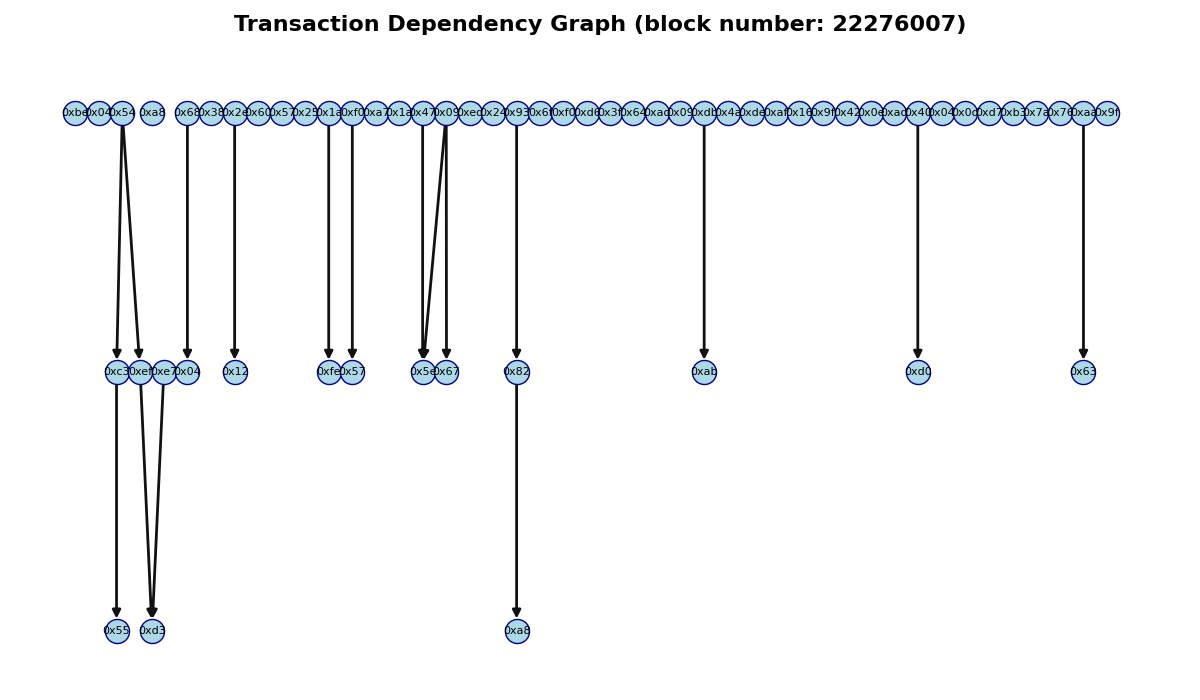 Transaction Dependency Graph (block number: 22276007)
0xbe 0x04 0x54 0xa8 0x68 0x38 0x2e 0x60 0x57 0x25 0x1a 0xf0 0xa7 0x1a 0x47 0x09 0xec 0x24 0x93 0x6f 0xf0 0xd6 0x3f 0x64 0xad 0x09 0xdb 0x4a 0xde 0xaf 0x16 0x9f 0x42 0x0e 0xad 0x40 0x04 0x0d 0xd7 0xb3 0x7a 0x76 0xaa 0x9f
0xc3 0xef 0xe7 0x04 0x12 0xfe 0x57 0x5e 0x67 0x82 0xab 0xd0 0x63
0x55 0xd3 0xa8